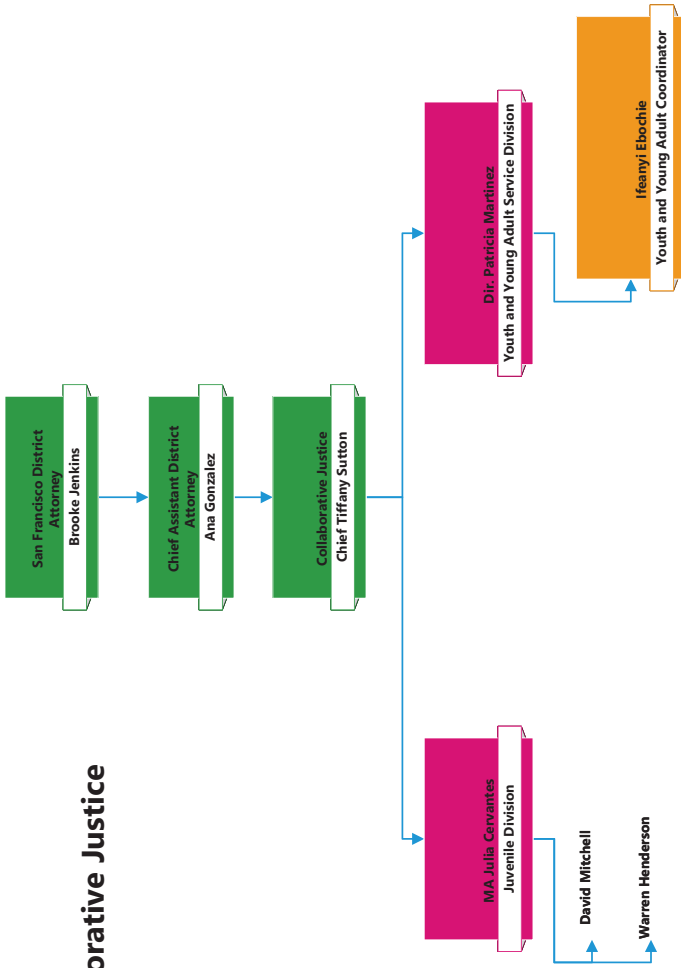 orative Justice
San Francisco District
Attorney
Brooke Jenkins
Chief Assistant District
Attorney
Ana Gonzalez
Collaborative Justice
Chief Tiffany Sutton
MA Julia Cervantes
Juvenile Division
David Mitchell
Warren Henderson
Dir. Patricia Martinez
Youth and Young Adult Service Division
Ifeanyi Ebochie
Youth and Young Adult Coordinator